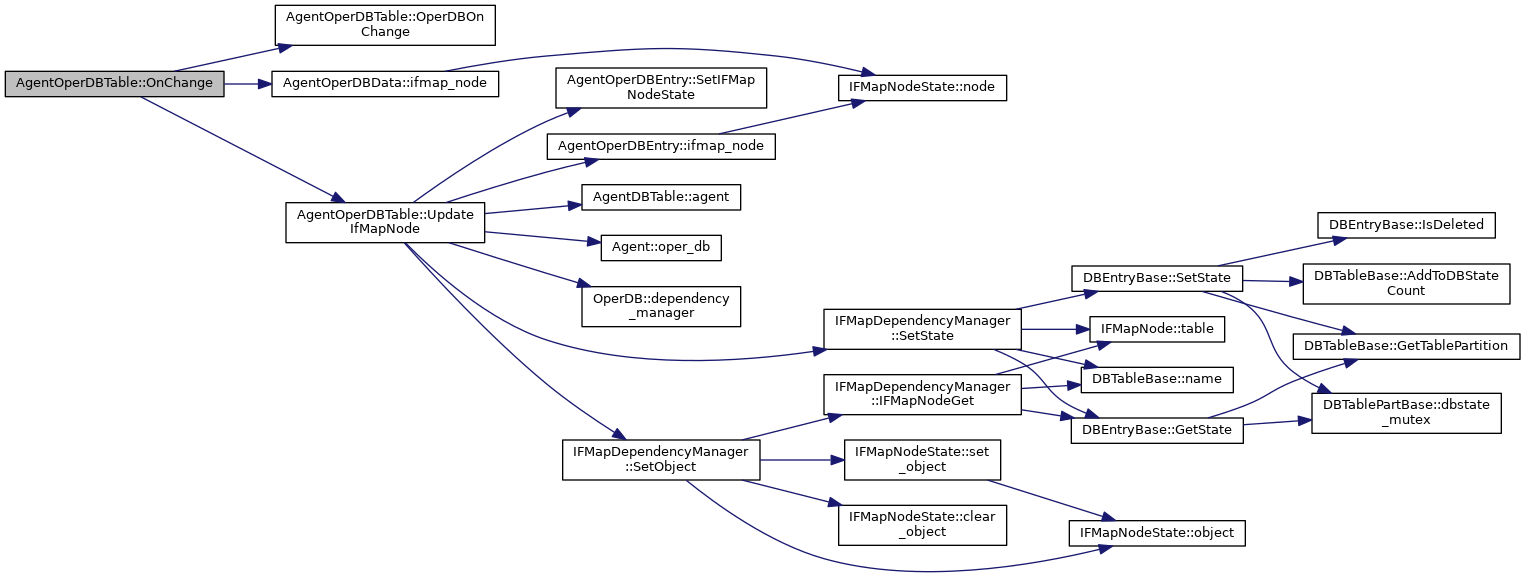 AgentOperDBTable::OnChange
AgentOperDBTable::OperDBOn
Change
AgentOperDBData::ifmap_node
AgentOperDBTable::Update
IfMapNode
AgentOperDBEntry::SetIFMap
NodeState
AgentOperDBEntry::ifmap_node
AgentDBTable::agent
Agent::oper_db
OperDB::dependency
_manager
IFMapDependencyManager
::SetObject
IFMapNodeState::node
IFMapDependencyManager
::SetState
IFMapDependencyManager
::IFMapNodeGet
IFMapNodeState::set
_object
IFMapNodeState::clear
_object
DBEntryBase::SetState
IFMapNode::table
DBTableBase::name
DBEntryBase::GetState
IFMapNodeState::object
DBEntryBase::IsDeleted
DBTableBase::AddToDBState
Count
DBTableBase::GetTablePartition
DBTablePartBase::dbstate
_mutex